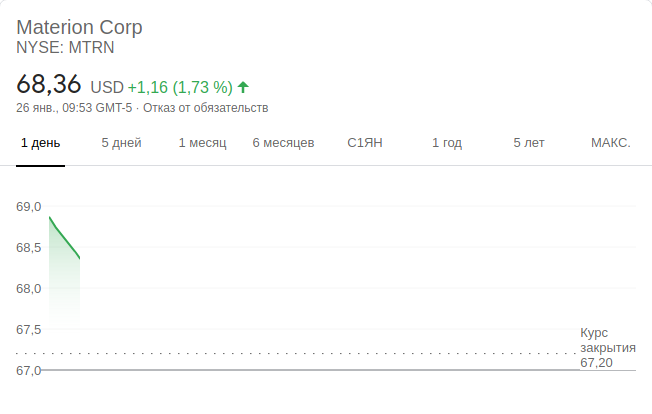 Materion Corp
NYSE: MTRN
68,36 USD +1,16 (1,73 %)
26 янв., 09:53 GMT-5 · Отказ от обязательств
1 день 5 дней 1 месяц 6 месяцев С1ЯН 1 год 5 лет МАКС.
69,0
68,5
68,0
67,5
67,0
Курс
закрытия
67,20